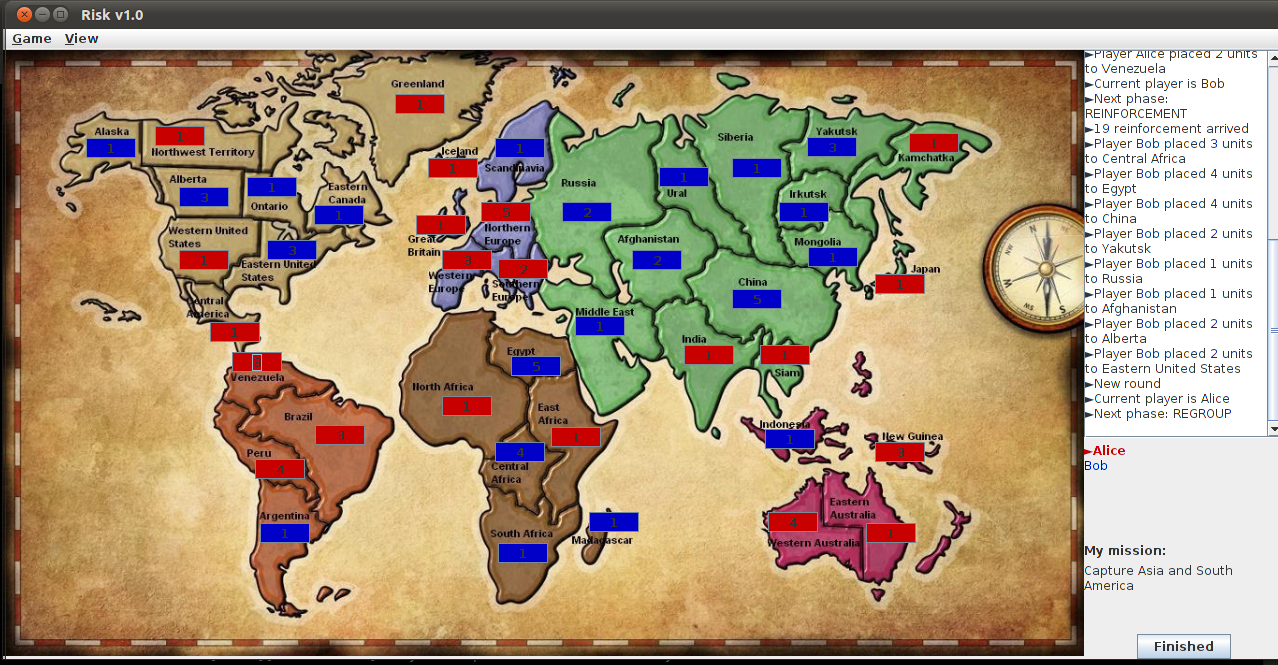 Risk v1.0
Game View
Greenland
1
Alaska
1
1
Northwest Territory
Alberta
3
1
Ontario
Eastern
Canada
1
Western United
States
1
3
Eastern United
States
Central
America
1
Venezuela
Brazil
Peru
4
Argentina
1
Iceland
1
1
Scandinavia
1
Great
Britain
5
Northern
Europe
3
Western
Europe
2
Southern
Europe
Russia
2
1
Ural
Siberia
1
Yakutsk
3
1
Kamchatka
Irkutsk
1
Mongolia
1
Japan
1
Afghanistan
2
China
5
Middle East
1
India
1
1
Siam
Egypt
5
North Africa
1
East
Africa
1
4
Central
Africa
South Africa
1
1
Madagascar
Indonesia
1
New Guinea
3
Eastern
Australia
4
1
Western Australia
►Player Alice placed 2 units
to Venezuela
►Current player is Bob
►Next phase:
REINFORCEMENT
►19 reinforcement arrived
►Player Bob placed 3 units
to Central Africa
►Player Bob placed 4 units
to Egypt
►Player Bob placed 4 units
to China
►Player Bob placed 2 units
to Yakutsk
►Player Bob placed 1 units
to Russia
►Player Bob placed 1 units
to Afghanistan
►Player Bob placed 2 units
to Alberta
►Player Bob placed 2 units
to Eastern United States
►New round
►Current player is Alice
►Next phase: REGROUP
►Alice
Bob
My mission:
Capture Asia and South
America
Finished